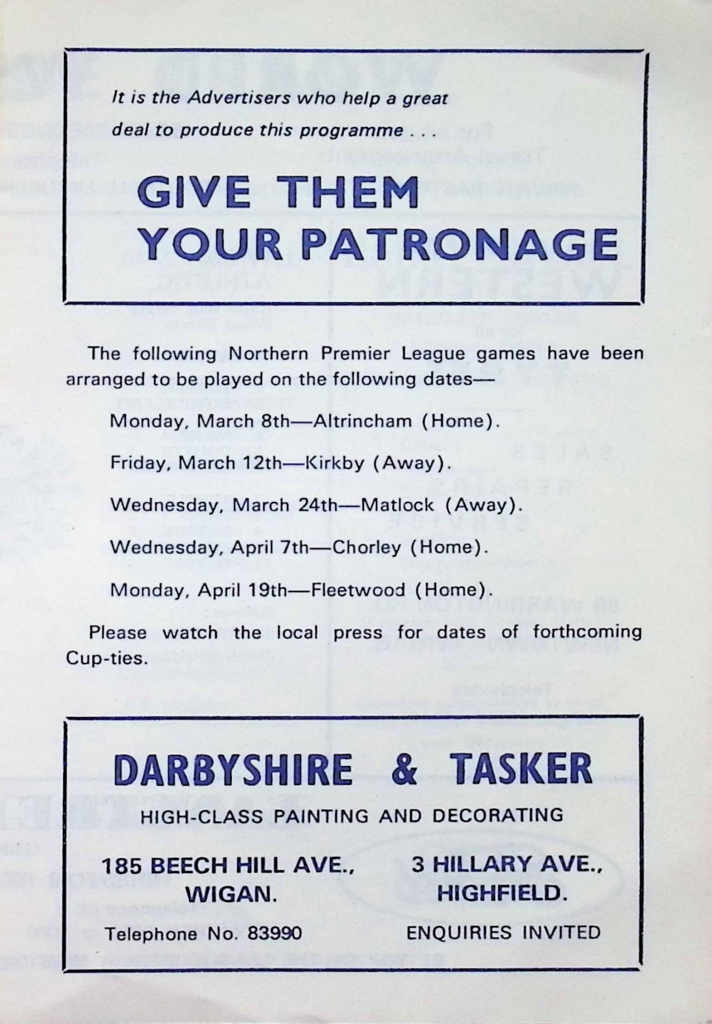 It is the Advertisers who help a great
deal to produce this programme . . .
GIVE THEM
YOUR PATRONAGE
The following Northern Premier League games have been
arranged to be played on the following dates—
Monday, March 8th—Altrincham (Home).
Friday, March 12th—Kirkby (Away).
Wednesday, March 24th—Matlock (Away).
Wednesday, April 7th—Chorley (Home).
Monday, April 19th—Fleetwood (Home).
Please watch the local press for dates of forthcoming
Cup-ties.
DARBYSHIRE & TASKER
HIGH-CLASS PAINTING AND DECORATING
185 BEECH HILL AVE., 3 HILLARY AVE.,
WIGAN. HIGHFIELD.
Telephone No. 83990 ENQUIRIES INVITED